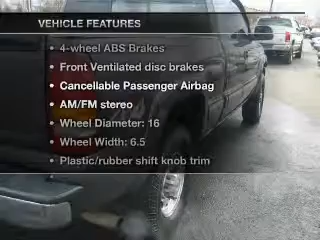 VEHICLE FEATURES
• 4-wheel ABS Brakes
• Front Ventilated disc brakes
• Cancellable Passenger Airbag
• AM/FM stereo
• Wheel Diameter: 16
• Wheel Width: 6.5
• Plastic/rubber shift knob trim